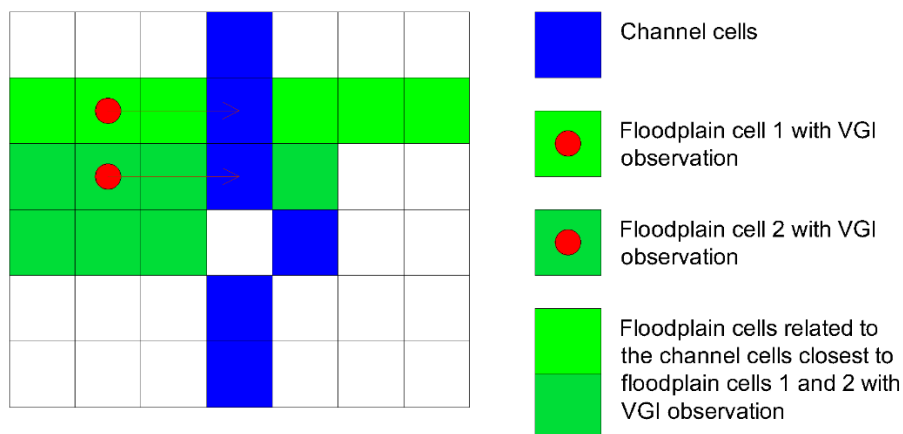 Channel cells
Floodplain cell 1 with VGI
observation
Floodplain cell 2 with VGI
observation
Floodplain cells related to
the channel cells closest to
floodplain cells 1 and 2 with
VGI observation